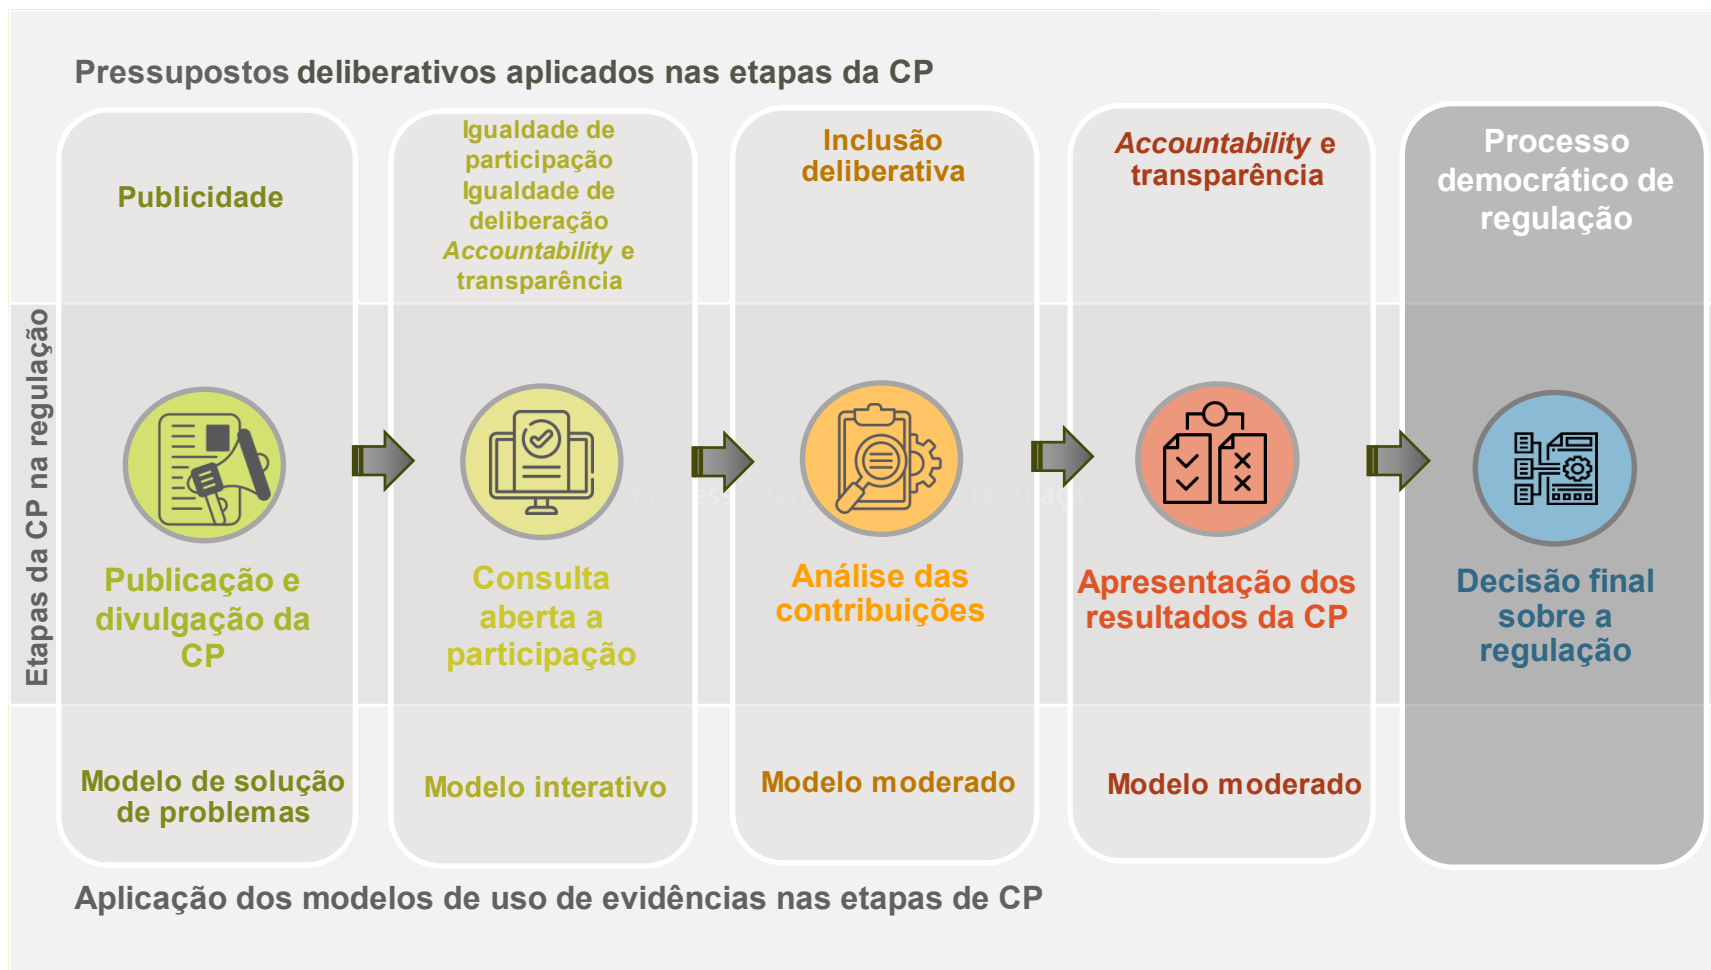 Pressupostos deliberativos aplicados nas etapas da CP
Publicidade
Igualdade de
participação
Igualdade de
deliberação
Accountability e
transparência
Inclusão
deliberativa
Accountability e
transparência
Processo
democrático de
regulação
Etapas da CP na regulação
Publicação e
divulgação da
CP
Consulta
aberta a
participação
Análise das
contribuições
Apresentação dos
resultados da CP
Decisão final
sobre a
regulação
Processo dem regulação
Modelo de solução
de problemas
Modelo interativo
Modelo moderado
Modelo moderado
Aplicação dos modelos de uso de evidências nas etapas de CP